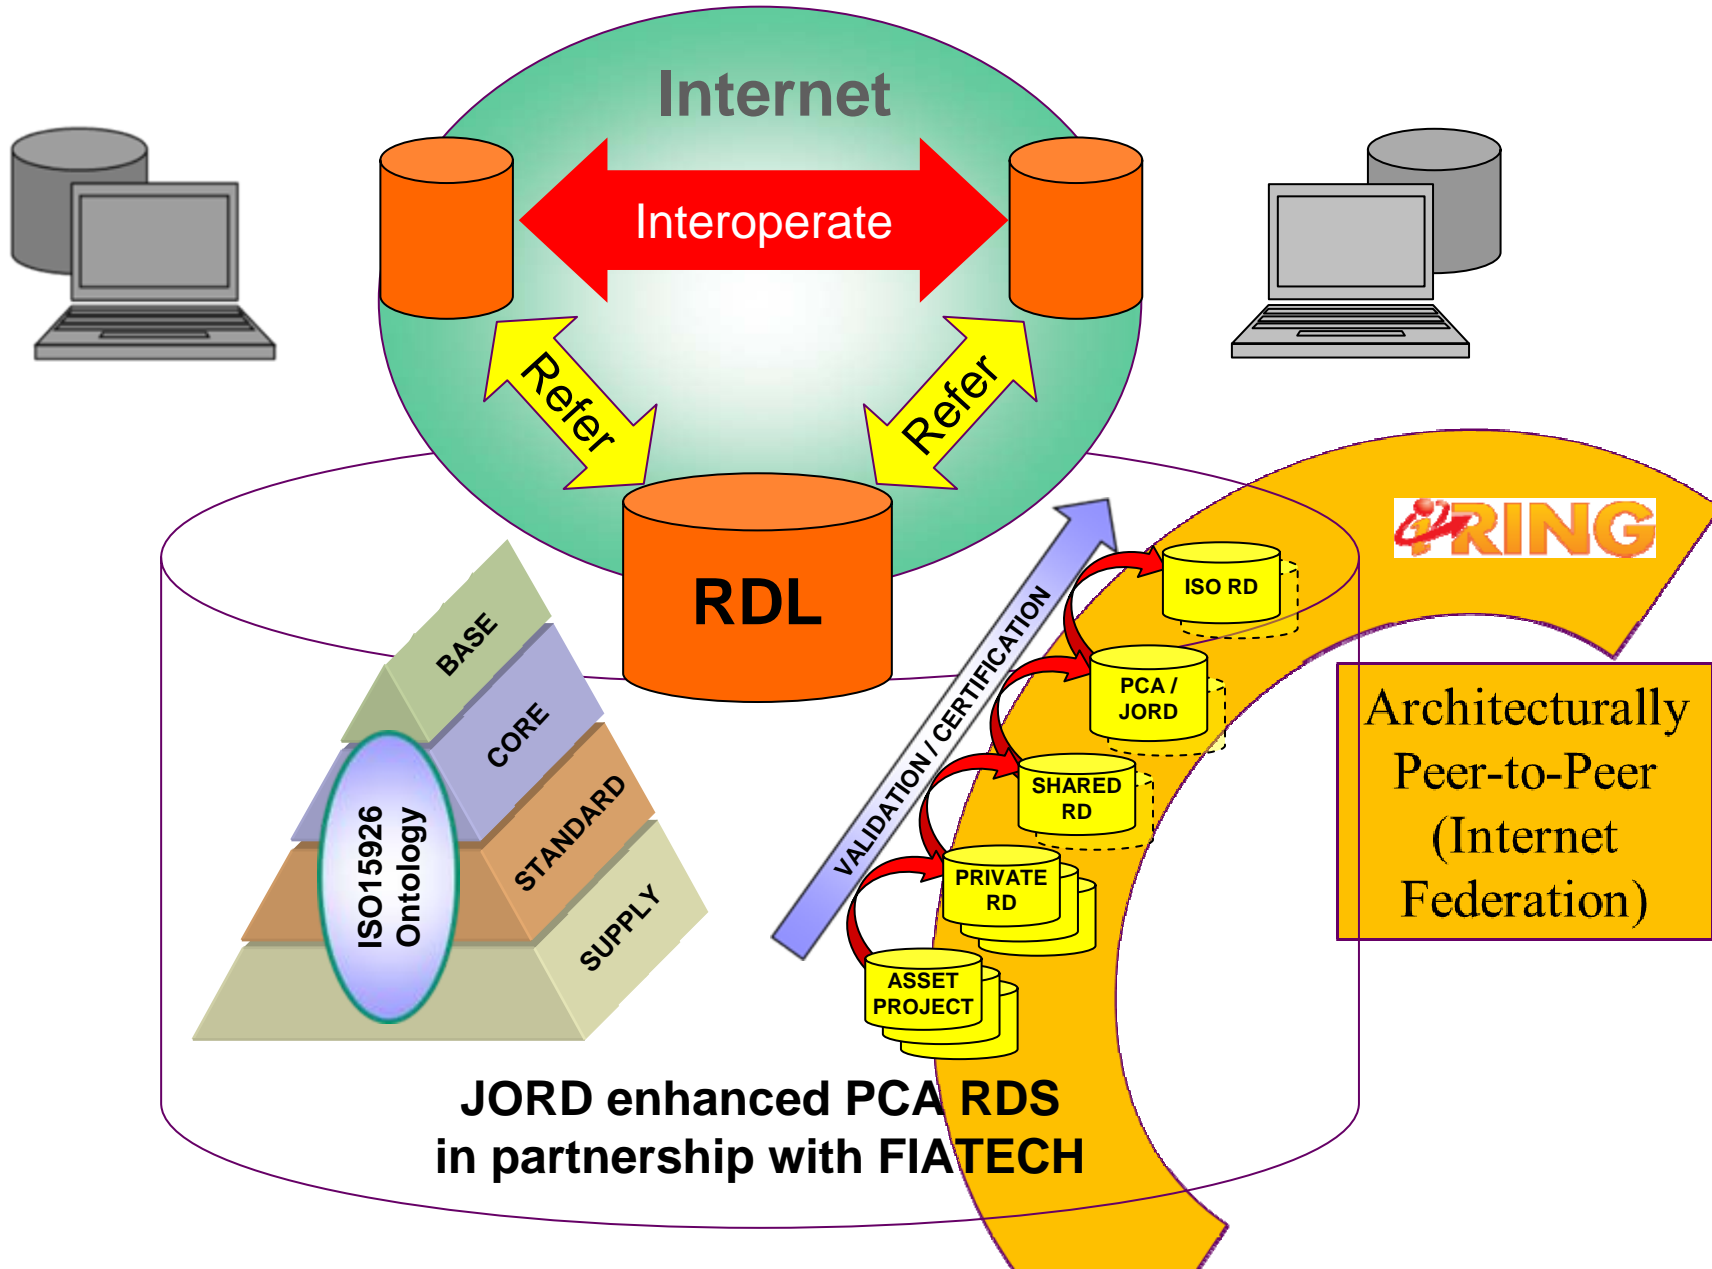 Internet
Interoperate
Refer
Refer
RDL
iRING
BASE
CORE
STANDARD
SUPPLY
ISO15926
Ontology
VALIDATION / CERTIFICATION
ISO RD
PCA /
JORD
SHARED
RD
PRIVATE
RD
ASSET
PROJECT
Architecturally
Peer-to-Peer
(Internet
Federation)
JORD enhanced PCA RDS
in partnership with FIATECH